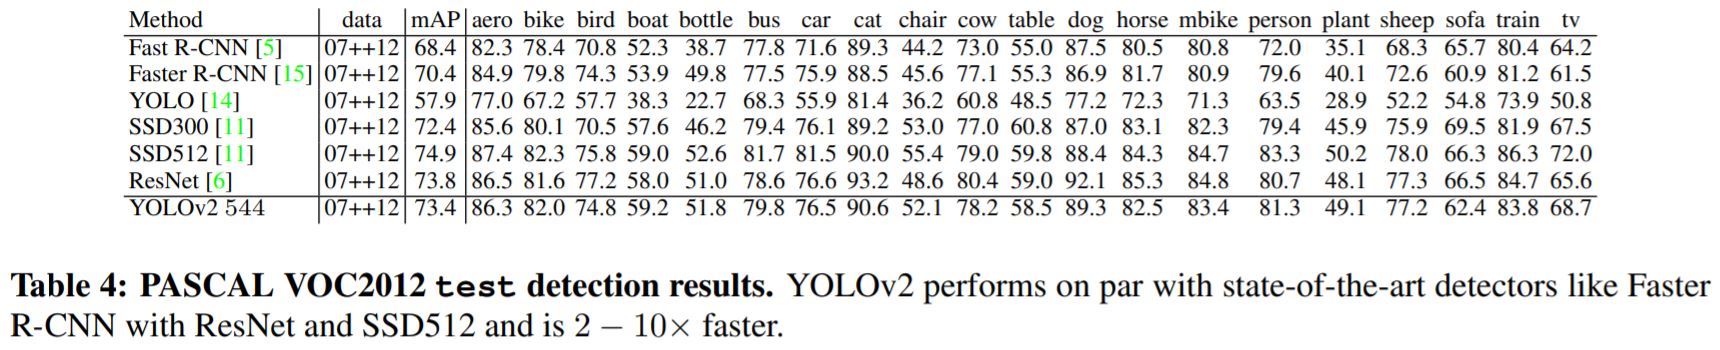 Method data mAP aero bike bird boat bottle bus car cat chair cow table dog horse mbike person plant sheep sofa train tv
Fast R-CNN [5] 07++12 68.4 82.3 78.4 70.8 52.3 38.7 77.8 71.6 89.3 44.2 73.0 55.0 87.5 80.5 80.8 72.0 35.1 68.3 65.7 80.4 64.2
Faster R-CNN [15] 07++12 70.4 84.9 79.8 74.3 53.9 49.8 77.5 75.9 88.5 45.6 77.1 55.3 86.9 81.7 80.9 79.6 40.1 72.6 60.9 81.2 61.5
YOLO [14] 07++12 57.9 77.0 67.2 57.7 38.3 22.7 68.3 55.9 81.4 36.2 60.8 48.5 77.2 72.3 71.3 63.5 28.9 52.2 54.8 73.9 50.8
SSD300 [11] 07++12 72.4 85.6 80.1 70.5 57.6 46.2 79.4 76.1 89.2 53.0 77.0 60.8 87.0 83.1 82.3 79.4 45.9 75.9 69.5 81.9 67.5
SSD512 [11] 07++12 74.9 87.4 82.3 75.8 59.0 52.6 81.7 81.5 90.0 55.4 79.0 59.8 88.4 84.3 84.7 83.3 50.2 78.0 66.3 86.3 72.0
ResNet [6] 07++12 73.8 86.5 81.6 77.2 58.0 51.0 78.6 76.6 93.2 48.6 80.4 59.0 92.1 85.3 84.8 80.7 48.1 77.3 66.5 84.7 65.6
YOLOv2 544 07++12 73.4 86.3 82.0 74.8 59.2 51.8 79.8 76.5 90.6 52.1 78.2 58.5 89.3 82.5 83.4 81.3 49.1 77.2 62.4 83.8 68.7
Table 4: PASCAL VOC2012 test detection results. YOLOv2 performs on par with state-of-the-art detectors like Faster
R-CNN with ResNet and SSD512 and is 2 − 10× faster.